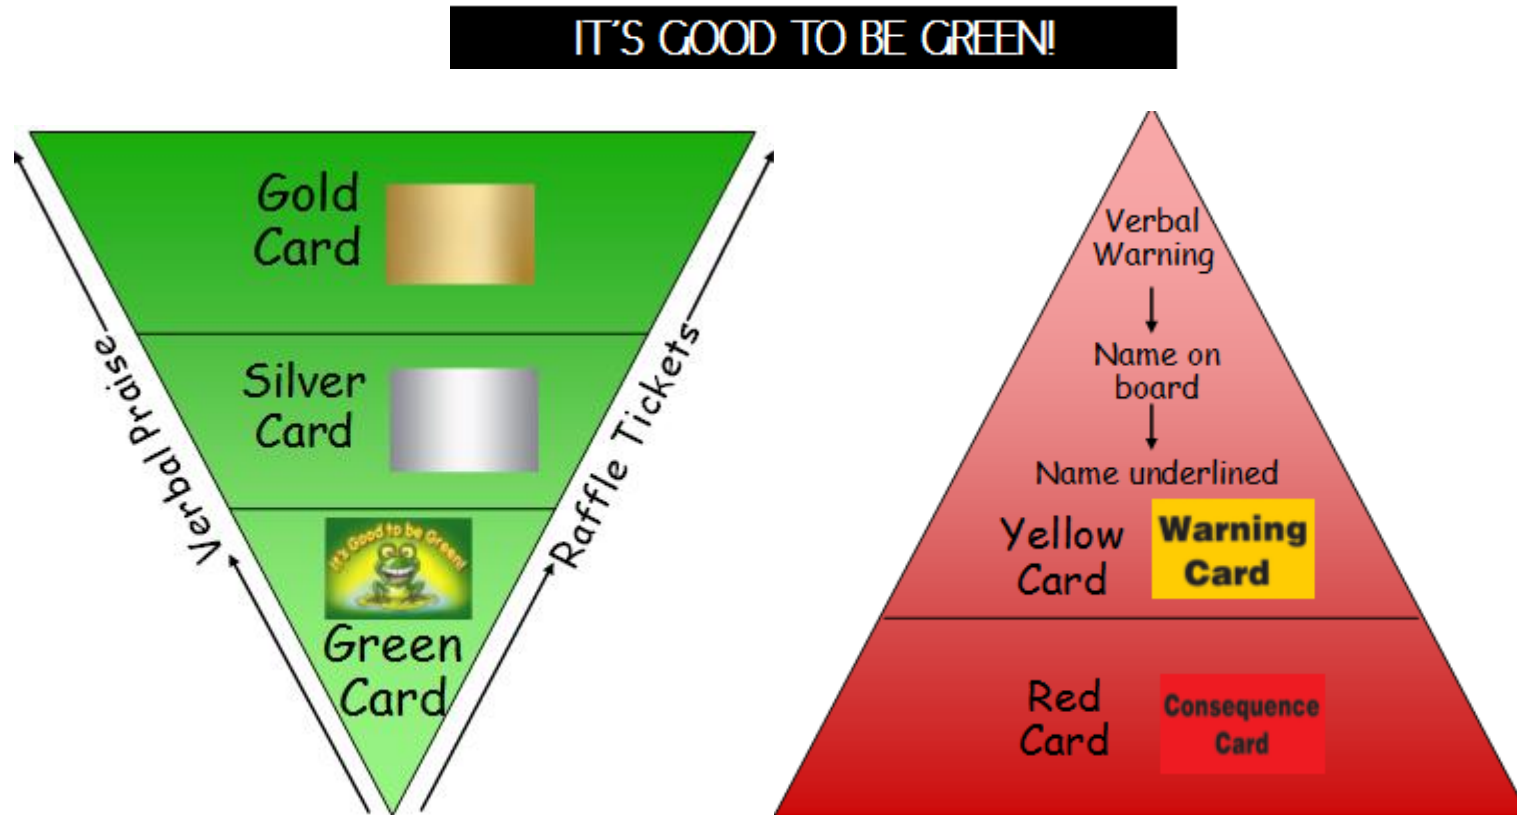 IT'S GOOD TO BE GREEN!
Gold
Card
Silver
Card
It's Good to be Green!
Green
Card
Verbal Praise
Raffle Tickets
Verbal
Warning
Name on
board
Name underlined
Yellow
Card
Warning
Card
Red
Card
Consequence
Card